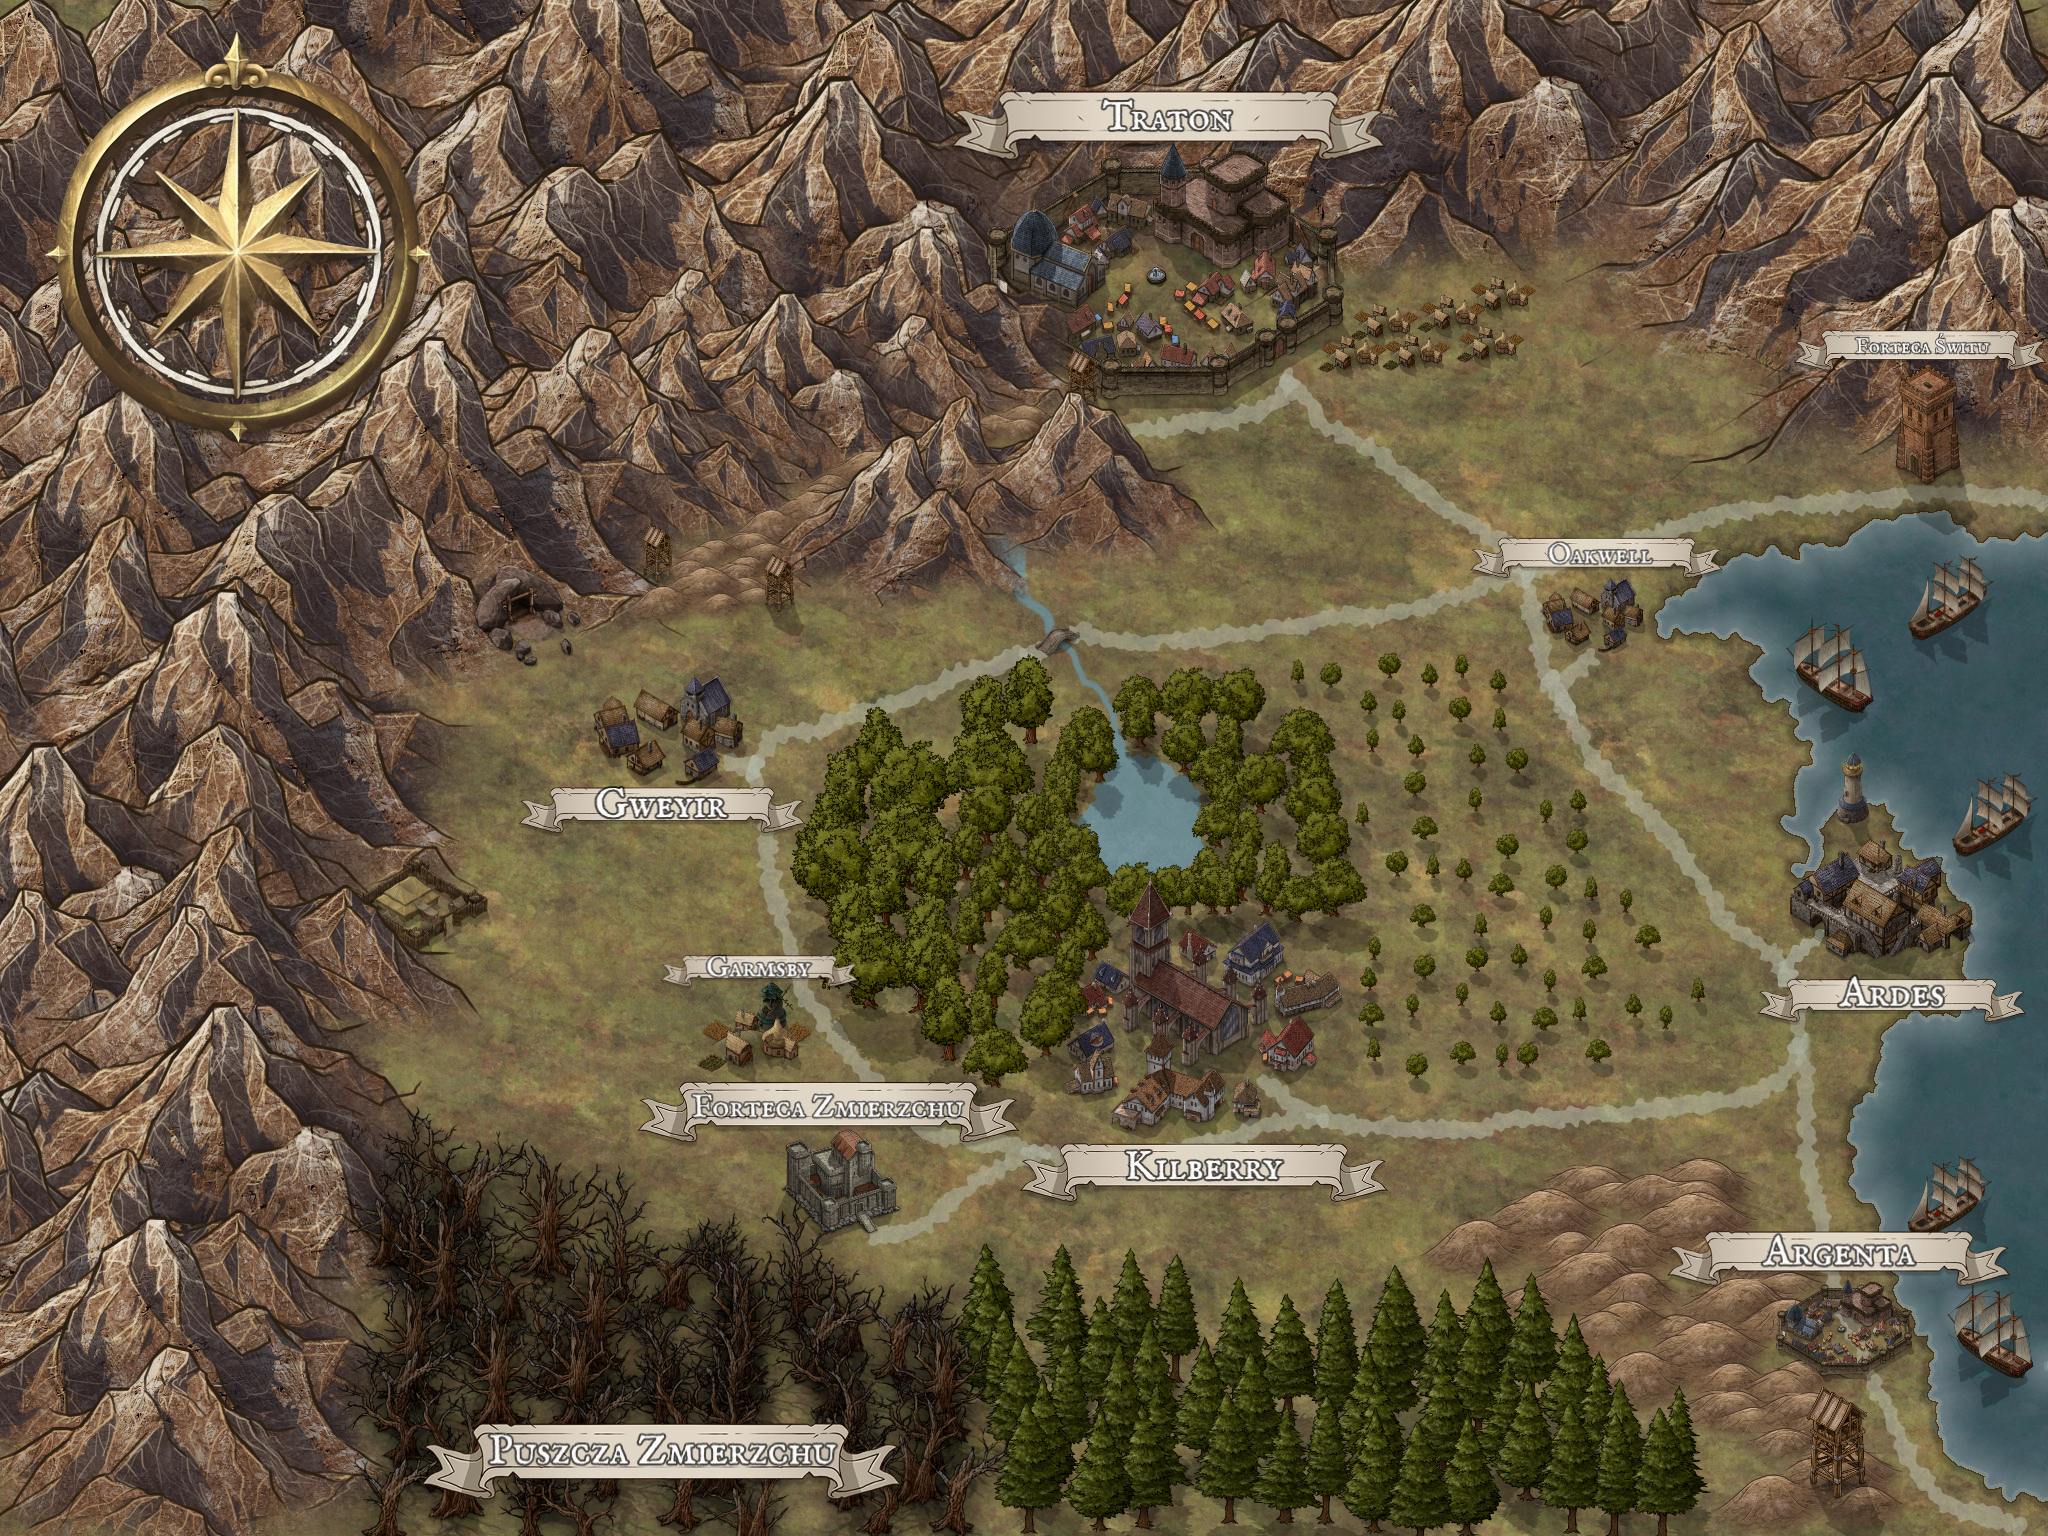 Traton
Forteca Świtu
Oakwell
Gweyir
Garmsby
Ardes
Forteca Zmierzchu
Kilberry
Argenta
Puszcza Zmierzchu